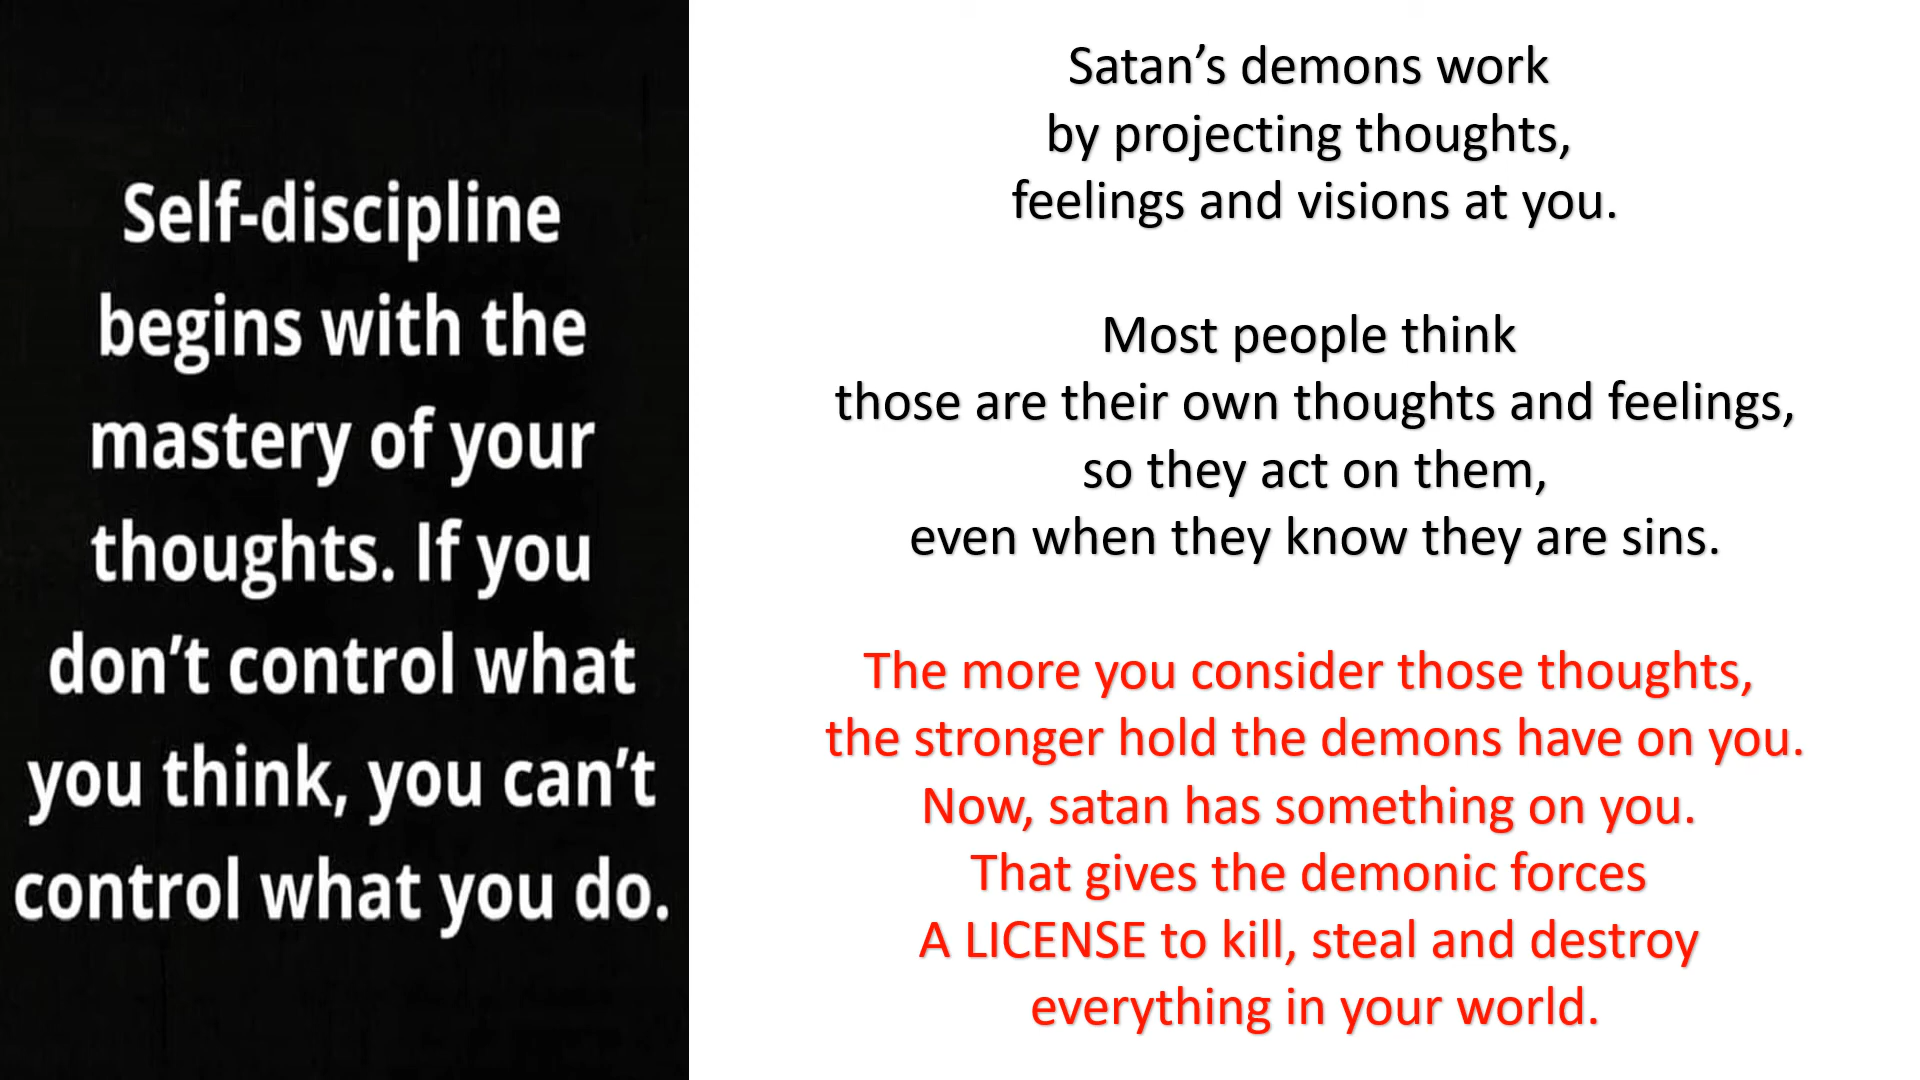 Self-discipline
begins with the
mastery of your
thoughts. If you
don’t control what
you think, you can’t
control what you do.
Satan’s demons work
by projecting thoughts,
feelings and visions at you.
Most people think
those are their own thoughts and feelings,
so they act on them,
even when they know they are sins.
The more you consider those thoughts,
the stronger hold the demons have on you.
Now, satan has something on you.
That gives the demonic forces
A LICENSE to kill, steal and destroy
everything in your world.